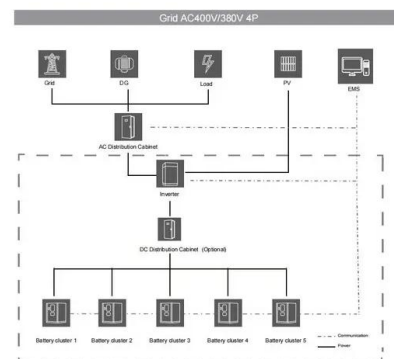 Grid AC400V/380V 4P
Grid
DG
Load
PV
EMS
AC Distribution Cabinet
Inverter
DC Distribution Cabinet (Optional)
Battery cluster 1
Battery cluster 2
Battery cluster 3
Battery cluster 4
Battery cluster 5
Communication
Power